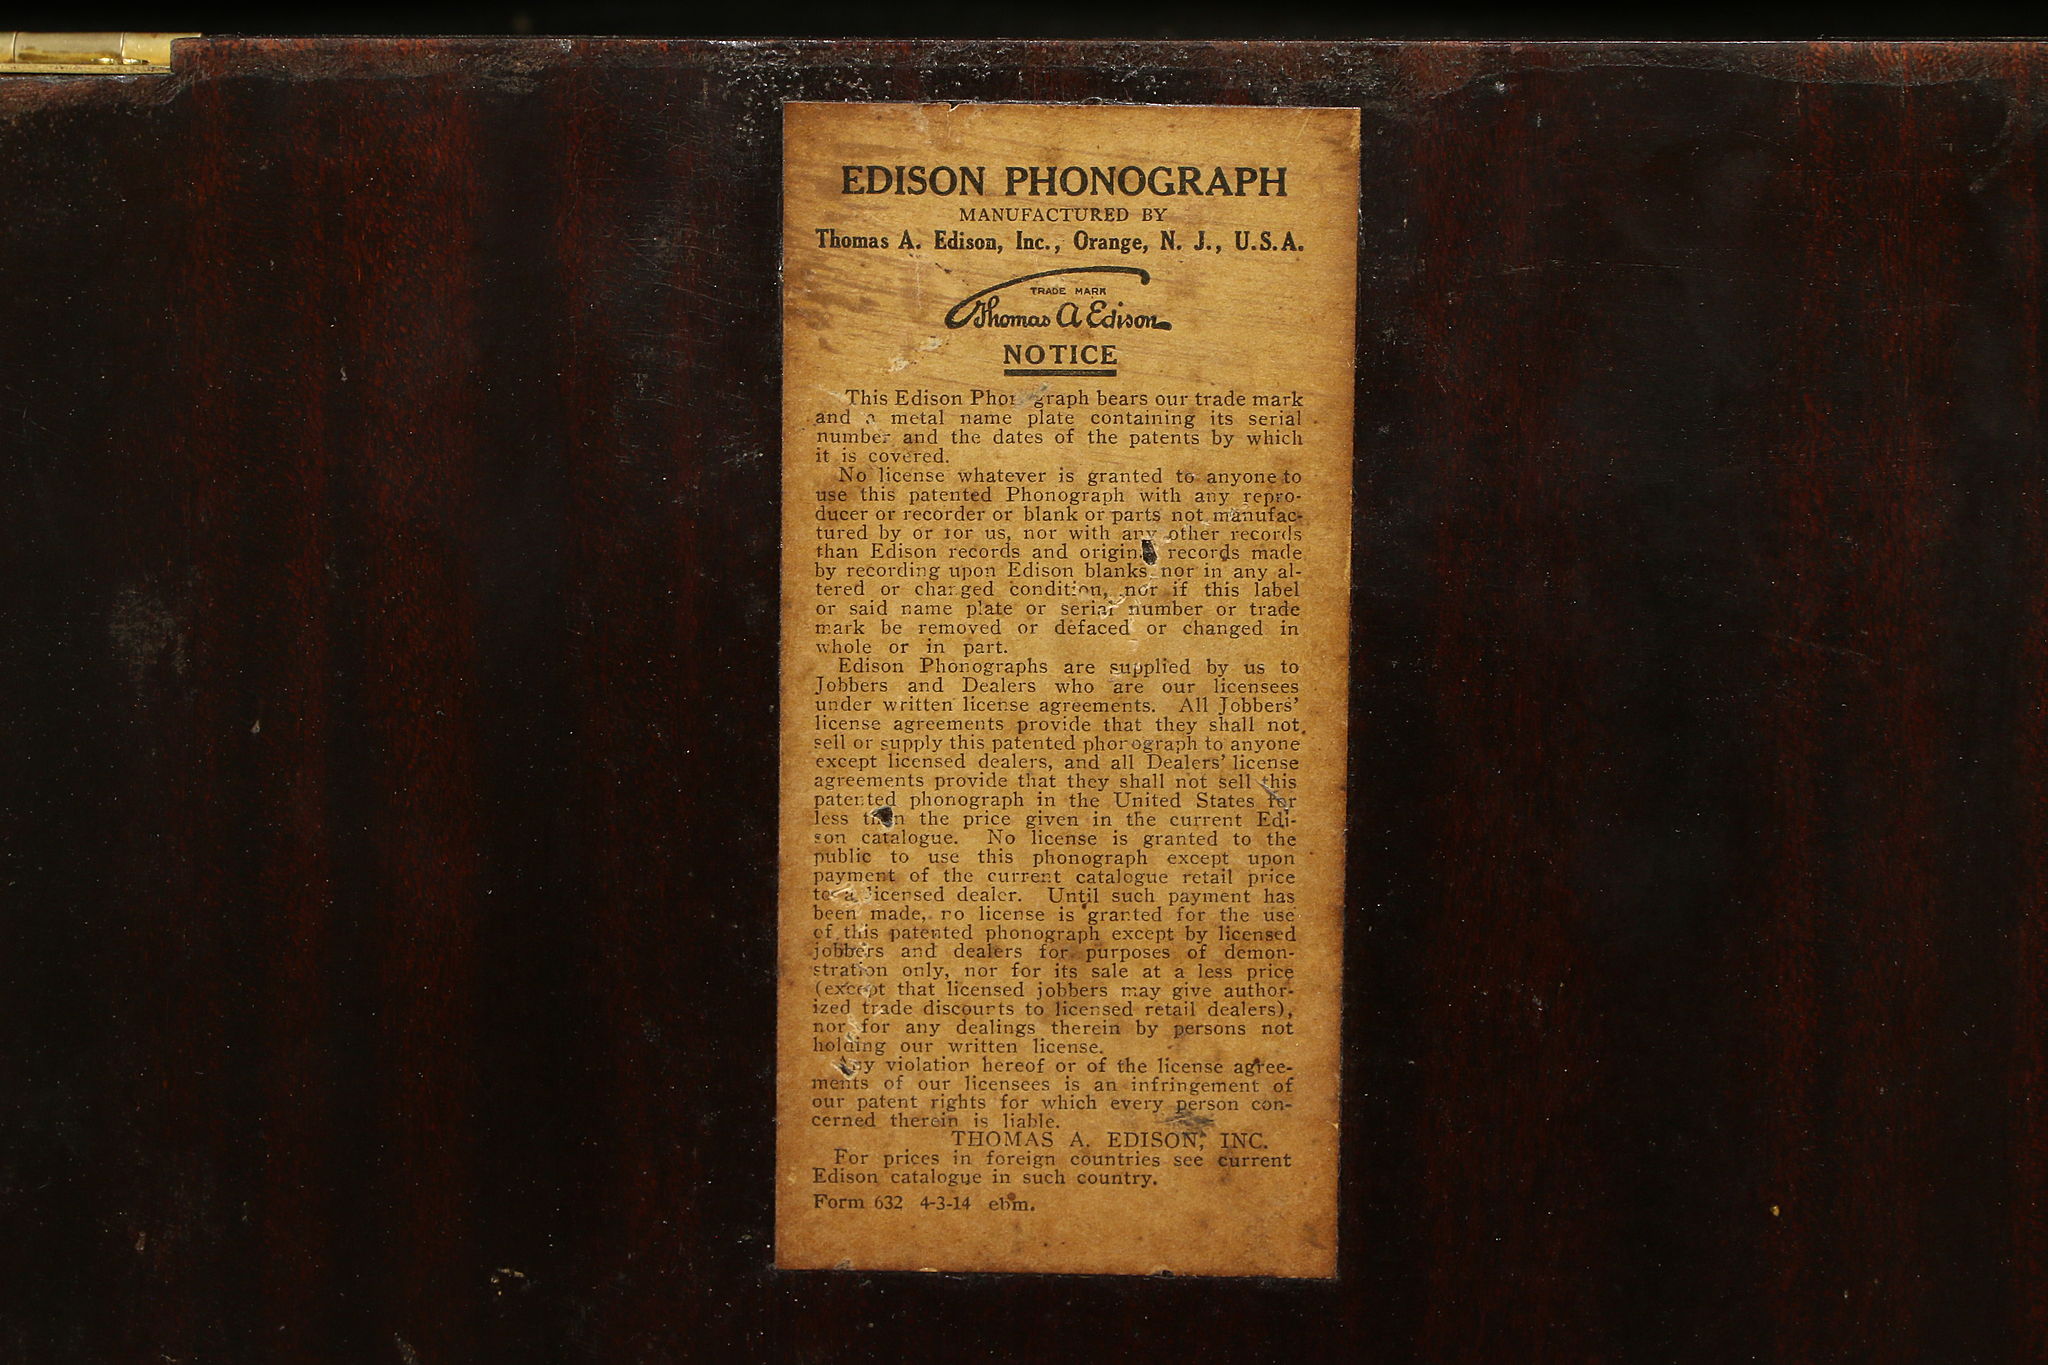 EDISON PHONOGRAPH
MANUFACTURED BY
Thomas A. Edison, Inc., Orange, N. J., U.S.A.
TRADE MARK
Thomas A Edison
NOTICE
This Edison Phonograph bears our trade mark
and a metal name plate containing its serial
number and the dates of the patents by which
it is covered.
No license whatever is granted to anyone to
use this patented Phonograph with any repro-
ducer or recorder or blank or parts not manufac-
tured by or for us, nor with any other records
than Edison records and original records made
by recording upon Edison blanks, nor in any al-
tered or changed condition, nor if this label
or said name plate or serial number or trade
mark be removed or defaced or changed in
whole or in part.
Edison Phonographs are supplied by us to
Jobbers and Dealers who are our licensees
under written license agreements. All Jobbers'
license agreements provide that they shall not
sell or supply this patented phonograph to anyone
except licensed dealers, and all Dealers' license
agreements provide that they shall not sell this
patented phonograph in the United States for
less than the price given in the current Edi-
son catalogue. No license is granted to the
public to use this phonograph except upon
payment of the current catalogue retail price
to a licensed dealer. Until such payment has
been made, no license is granted for the use
of this patented phonograph except by licensed
jobbers and dealers for purposes of demon-
stration only, nor for its sale at a less price
(except that licensed jobbers may give author-
ized trade discounts to licensed retail dealers),
nor for any dealings therein by persons not
holding our written license.
Any violation hereof or of the license agree-
ments of our licensees is an infringement of
our patent rights for which every person con-
cerned therein is liable.
THOMAS A. EDISON, INC.
For prices in foreign countries see current
Edison catalogue in such country.
Form 632 4-3-14 ebm.